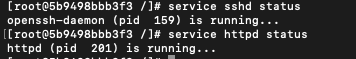 [root@5b9498bbb3f3 /]# service sshd status
openssh-daemon (pid  159) is running...
[[root@5b9498bbb3f3 /]# service httpd status
httpd (pid  201) is running...